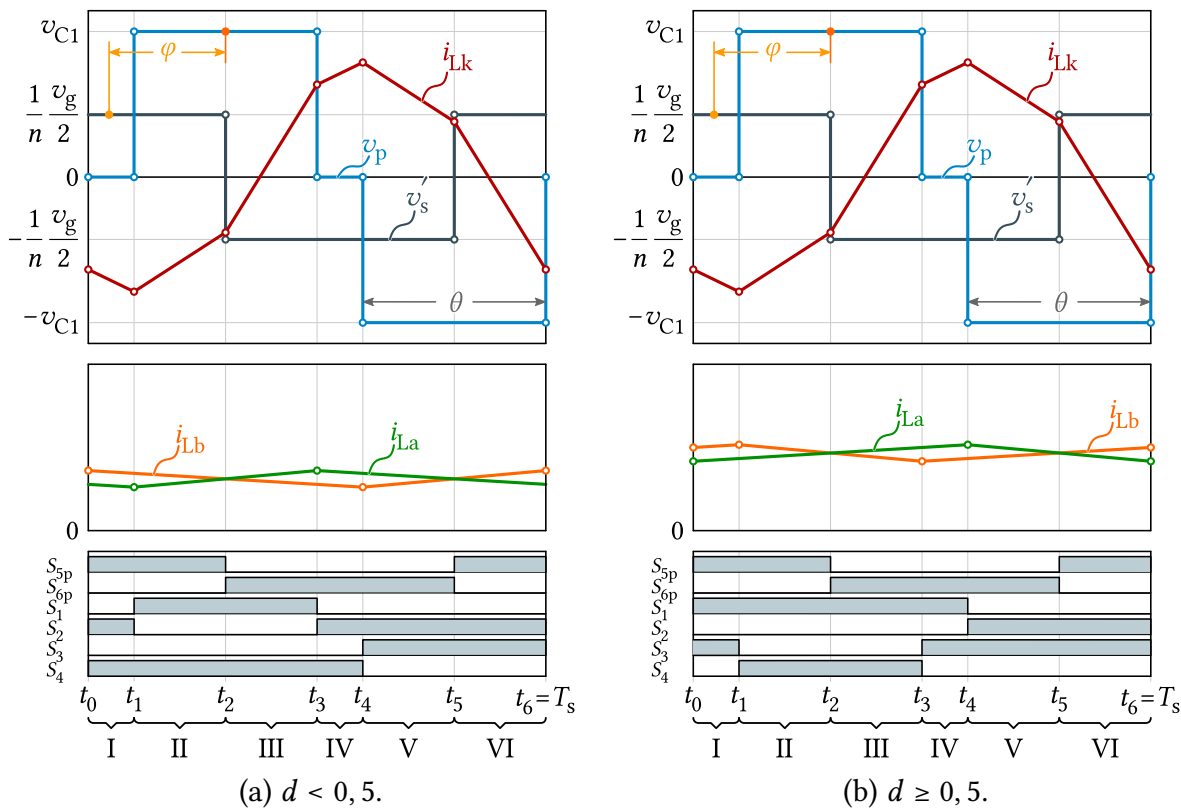 v_C1
φ
i_Lk
1/n v_g/2
v_p
0
v_s´
−1/n v_g/2
θ
−v_C1
i_Lb
i_La
0
S_5p
S_6p
S_1
S_2
S_3
S_4
t_0 t_1 t_2 t_3 t_4 t_5 t_6=T_s
I II III IV V VI
(a) d < 0, 5.
v_C1
φ
i_Lk
1/n v_g/2
v_p
0
v_s´
−1/n v_g/2
θ
−v_C1
i_La
i_Lb
0
S_5p
S_6p
S_1
S_2
S_3
S_4
t_0 t_1 t_2 t_3 t_4 t_5 t_6=T_s
I II III IV V VI
(b) d ≥ 0, 5.